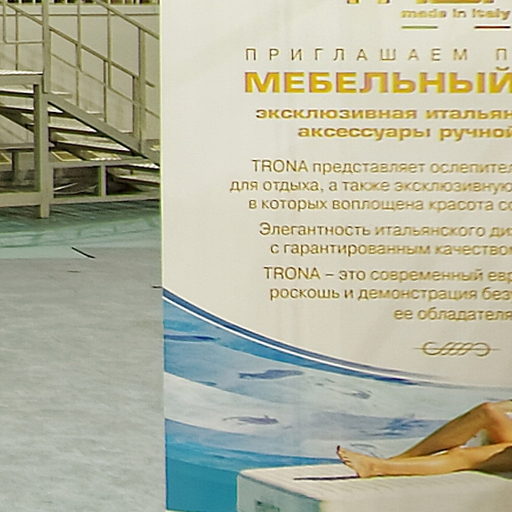 made in Italy
ПРИГЛАШАЕМ П
МЕБЕЛЬНЫЙ
эксклюзивная итальян
аксессуары ручной
TRONA представляет ослепител
для отдыха, а также эксклюзивную
в которых воплощена красота со
Элегантность итальянского ди
с гарантированным качеством
TRONA – это современный евр
роскошь и демонстрация без
ее обладателя